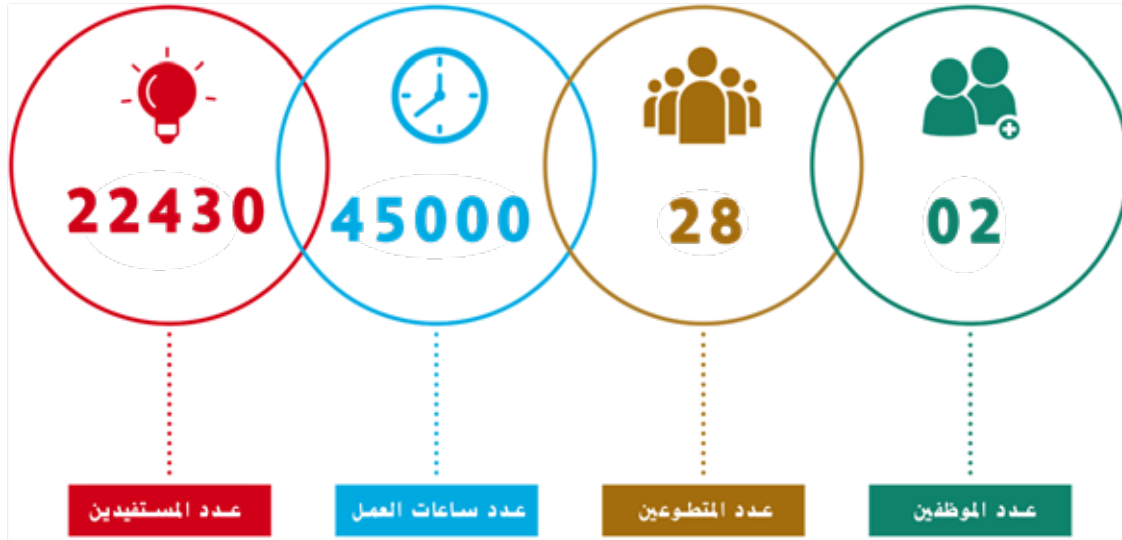 02
28
45000
22430
عدد الموظفين
عدد المتطوعين
عدد ساعات العمل
عدد المستفيدين